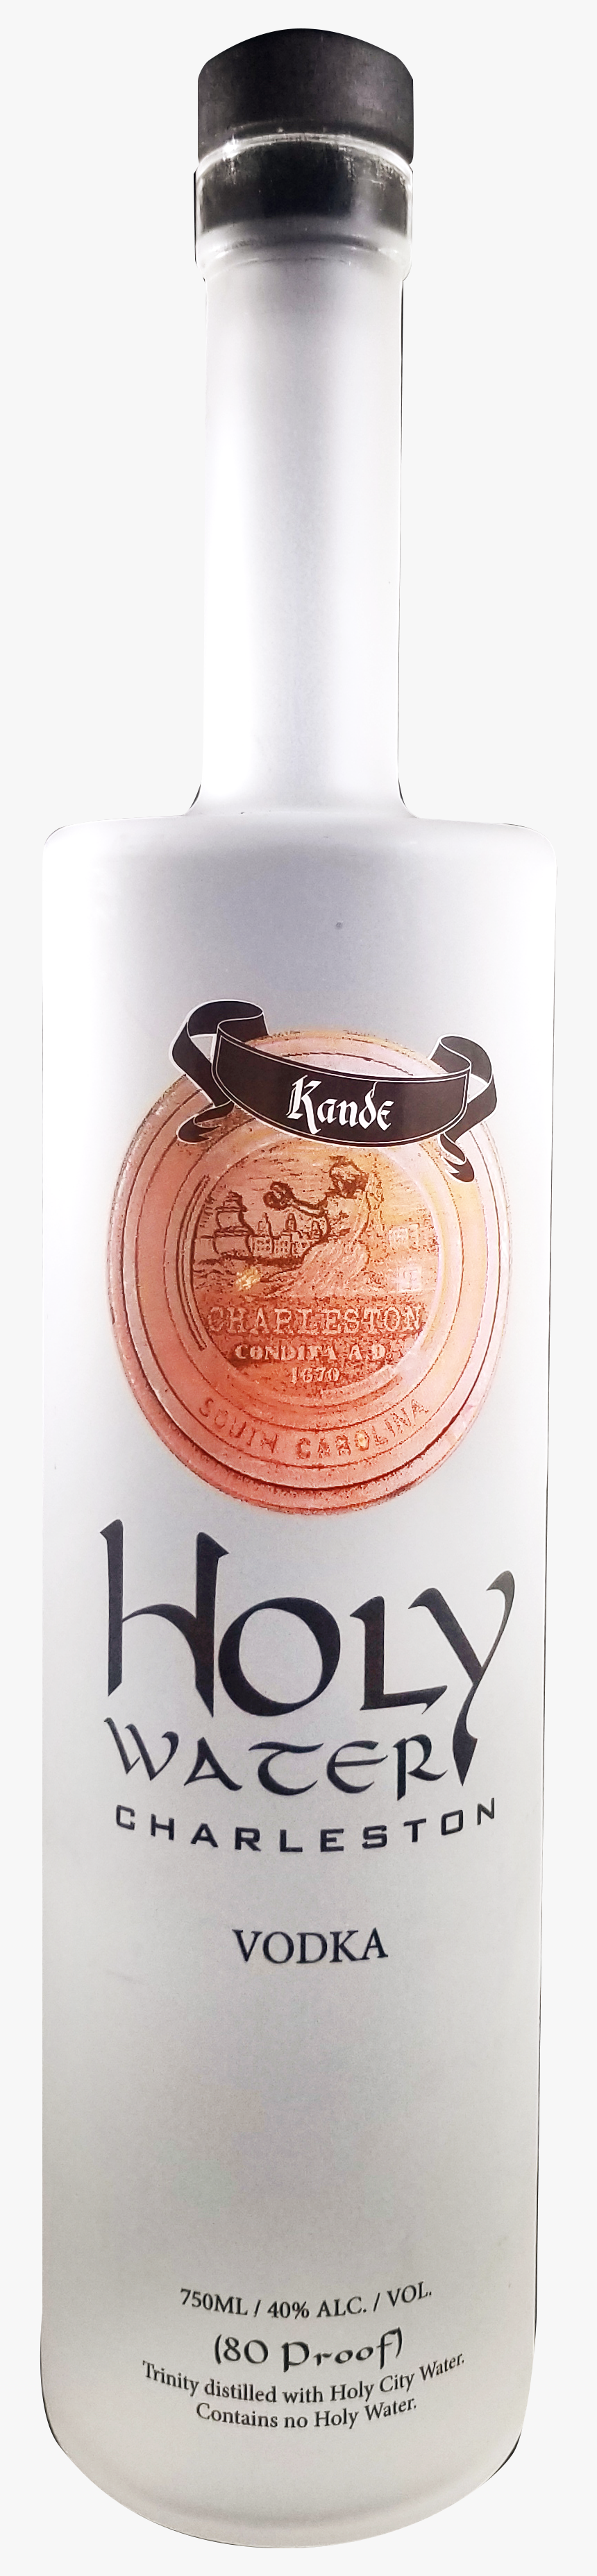 Kande
CHARLESTON
CONDITA A.D.
1670
SOUTH CAROLINA
HOLY
WATER
CHARLESTON
VODKA
750ML / 40% ALC. / VOL.
(80 Proof)
Trinity distilled with Holy City Water.
Contains no Holy Water.